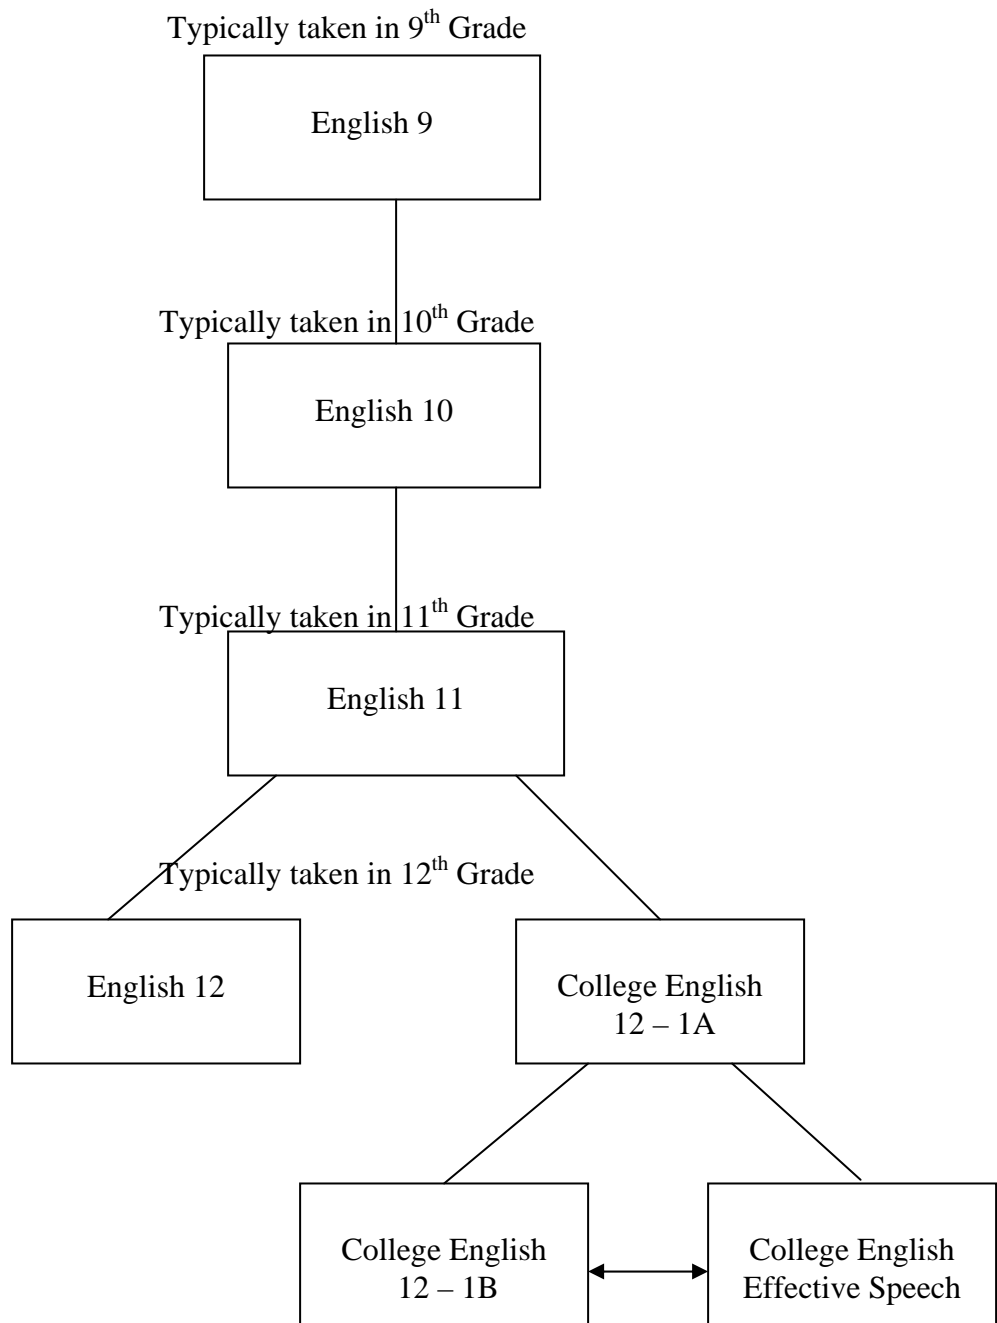 Typically taken in 9th Grade
English 9
Typically taken in 10th Grade
English 10
Typically taken in 11th Grade
English 11
Typically taken in 12th Grade
English 12
College English
12 – 1A
College English
12 – 1B
College English
Effective Speech